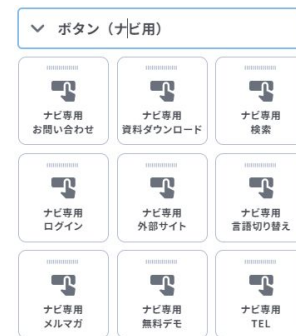 ボタン（ナビ用）
ナビ専用
お問い合わせ
ナビ専用
資料ダウンロード
ナビ専用
検索
ナビ専用
ログイン
ナビ専用
外部サイト
ナビ専用
言語切り替え
ナビ専用
メルマガ
ナビ専用
無料デモ
ナビ専用
TEL